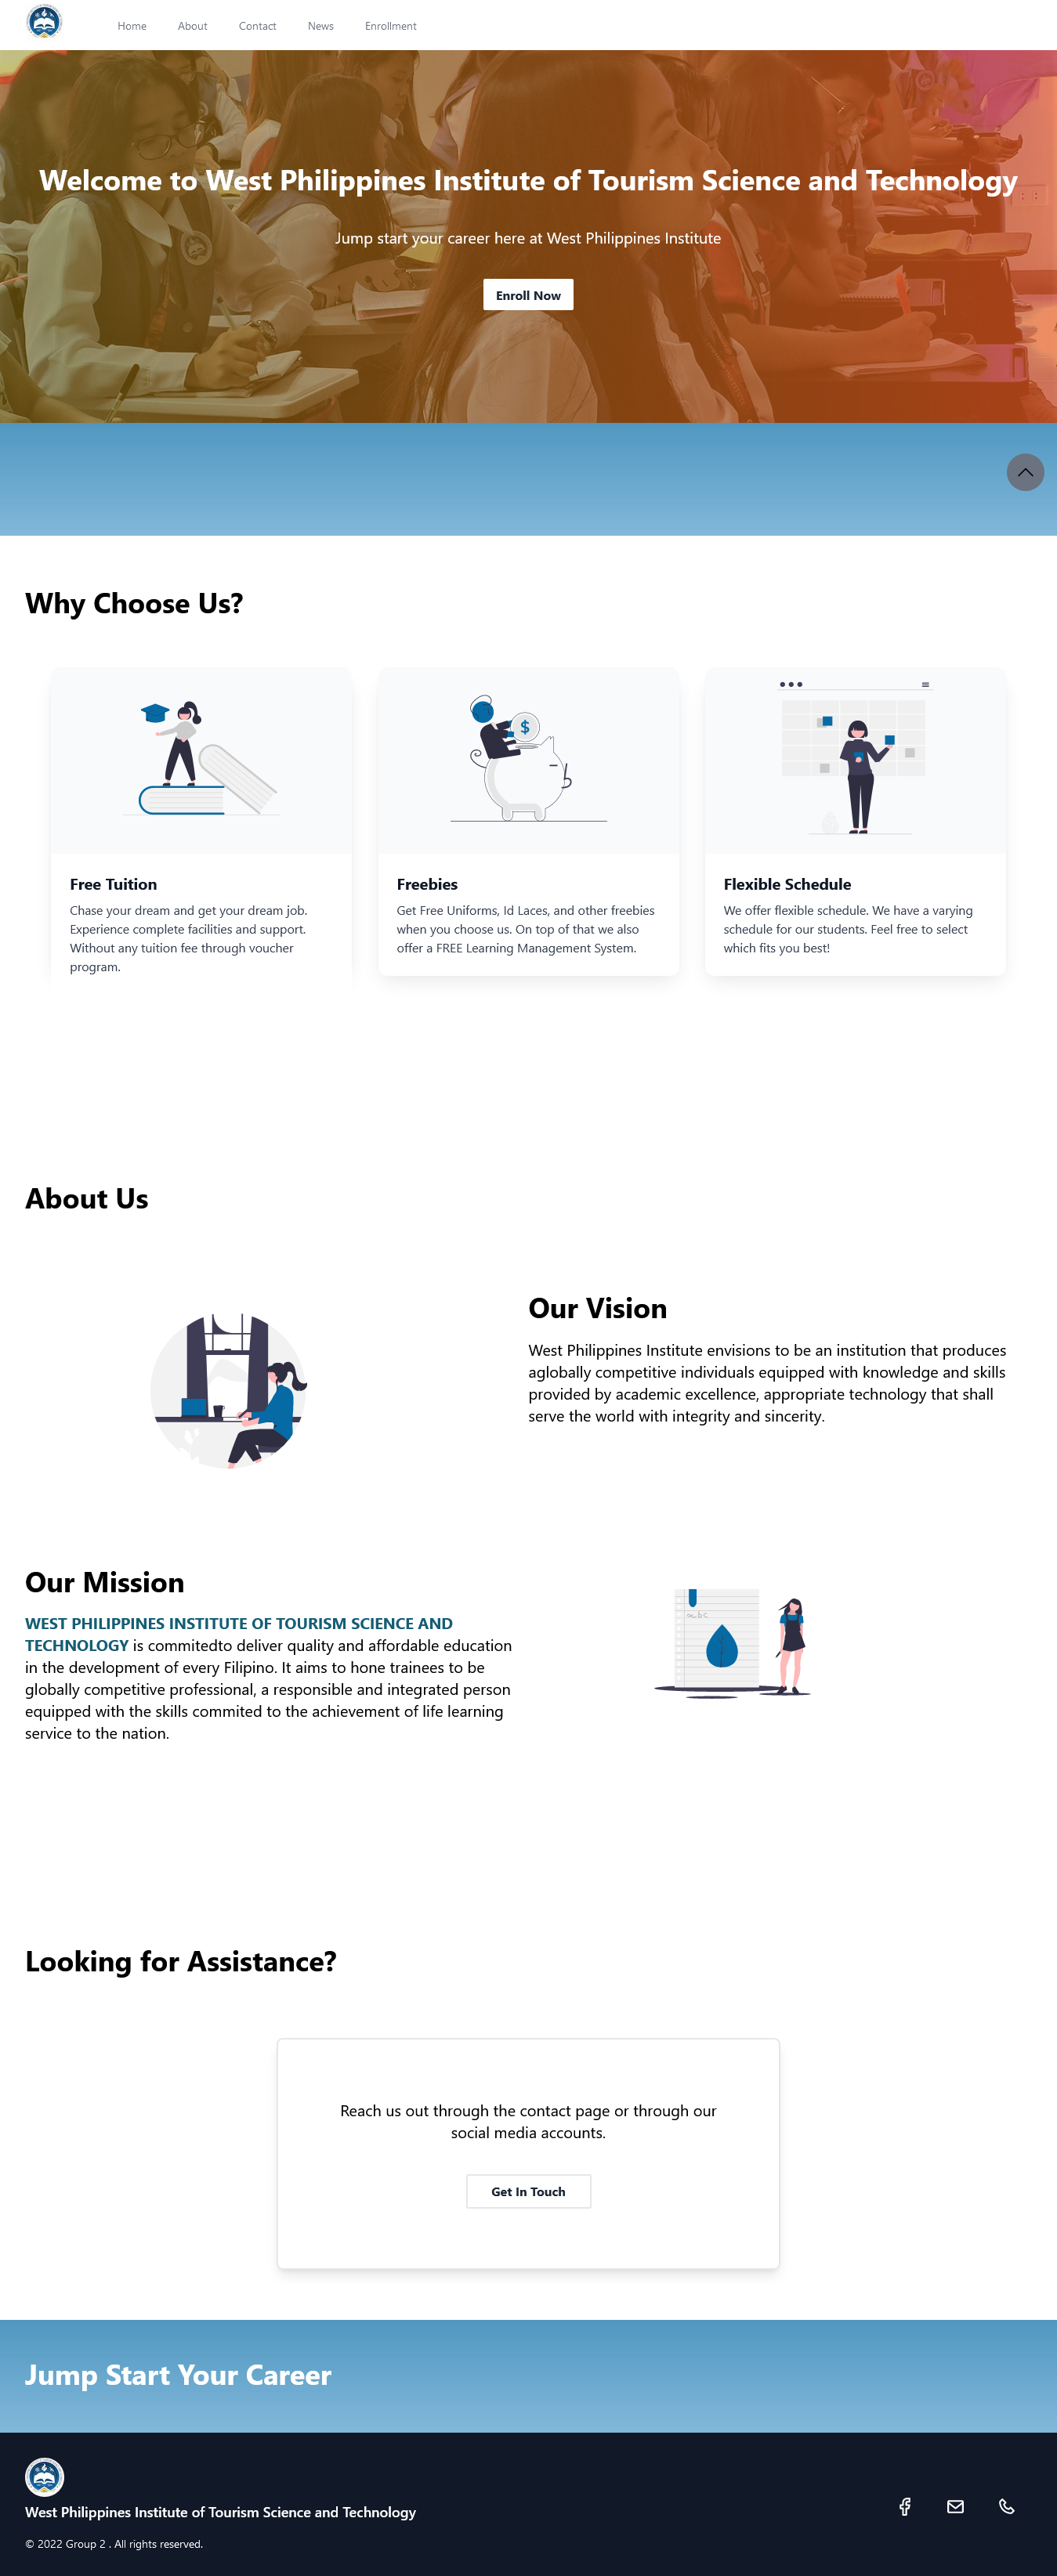 Home About Contact News Enrollment
Welcome to West Philippines Institute of Tourism Science and Technology
Jump start your career here at West Philippines Institute
Enroll Now
Why Choose Us?
Free Tuition
Chase your dream and get your dream job.
Experience complete facilities and support.
Without any tuition fee through voucher
program.
Freebies
Get Free Uniforms, Id Laces, and other freebies
when you choose us. On top of that we also
offer a FREE Learning Management System.
Flexible Schedule
We offer flexible schedule. We have a varying
schedule for our students. Feel free to select
which fits you best!
About Us
Our Vision
West Philippines Institute envisions to be an institution that produces
aglobally competitive individuals equipped with knowledge and skills
provided by academic excellence, appropriate technology that shall
serve the world with integrity and sincerity.
Our Mission
WEST PHILIPPINES INSTITUTE OF TOURISM SCIENCE AND
TECHNOLOGY is commitedto deliver quality and affordable education
in the development of every Filipino. It aims to hone trainees to be
globally competitive professional, a responsible and integrated person
equipped with the skills commited to the achievement of life learning
service to the nation.
Looking for Assistance?
Reach us out through the contact page or through our
social media accounts.
Get In Touch
Jump Start Your Career
West Philippines Institute of Tourism Science and Technology
© 2022 Group 2 . All rights reserved.